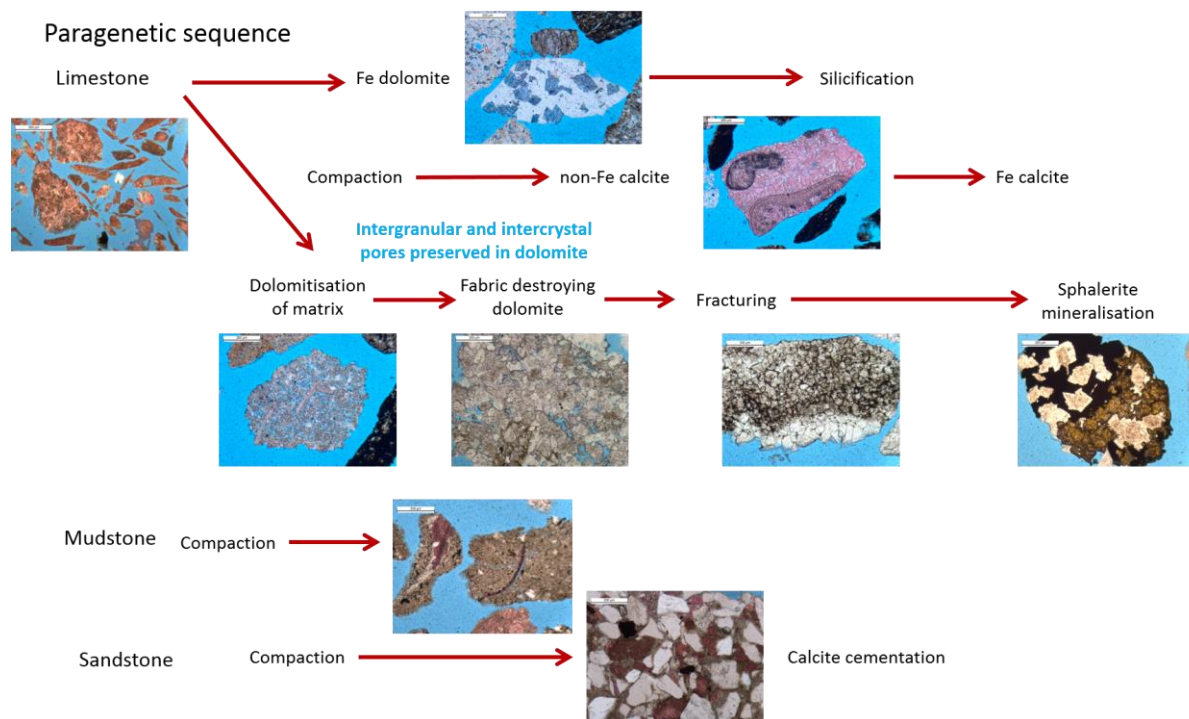 Paragenetic sequence
Limestone
Fe dolomite
Silicification
Compaction
non-Fe calcite
Fe calcite
Intergranular and intercrystal
pores preserved in dolomite
Dolomitisation
of matrix
Fabric destroying
dolomite
Fracturing
Sphalerite
mineralisation
Mudstone
Compaction
Sandstone
Compaction
Calcite cementation